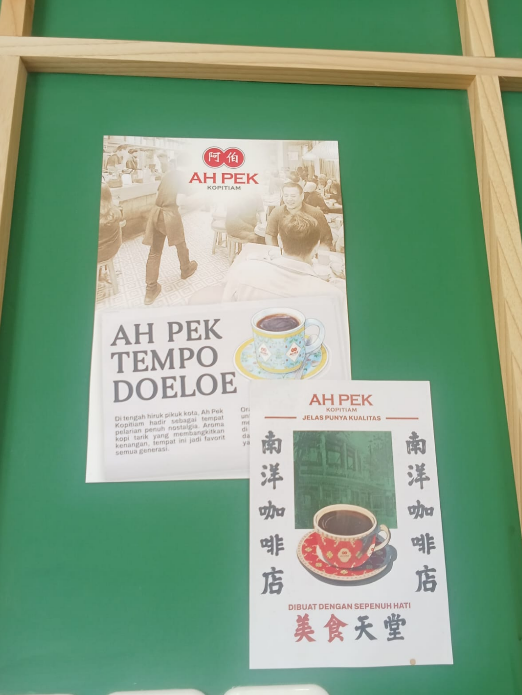 阿伯
AH PEK
KOPITIAM
AH PEK
TEMPO
DOELOE
Di tengah hiruk pikuk kota, Ah Pek
Kopitiam hadir sebagai tempat
pelarian penuh nostalgia. Aroma
kopi tarik yang membangkitkan
kenangan, tempat ini jadi favorit
semua generasi.
AH PEK
KOPITIAM
JELAS PUNYA KUALITAS
南洋咖啡店
南洋咖啡店
DIBUAT DENGAN SEPENUH HATI
美食天堂